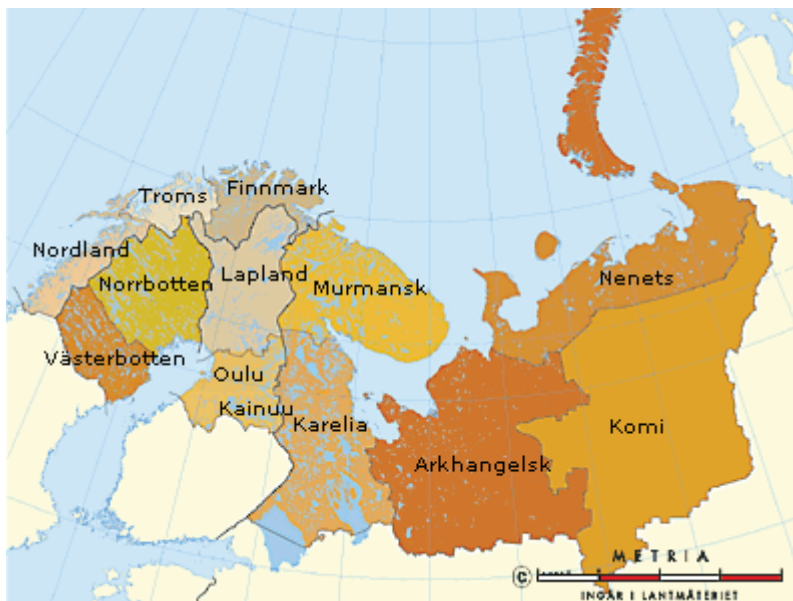 Finnmark
Troms
Nordland
Lapland
Norrbotten
Murmansk
Nenets
Västerbotten
Oulu
Kainuu
Karelia
Komi
Arkhangelsk
METRIA
©
INGÅR I LANTMÄTERIET